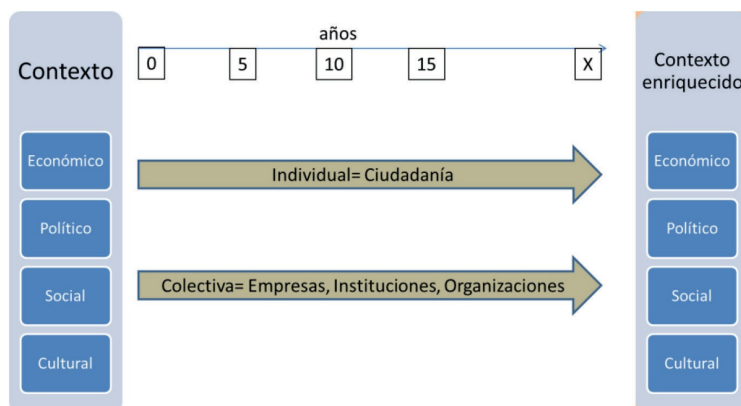 Contexto
Económico
Político
Social
Cultural
años
0 5 10 15 X
Individual= Ciudadanía
Colectiva= Empresas, Instituciones, Organizaciones
Contexto
enriquecido
Económico
Político
Social
Cultural